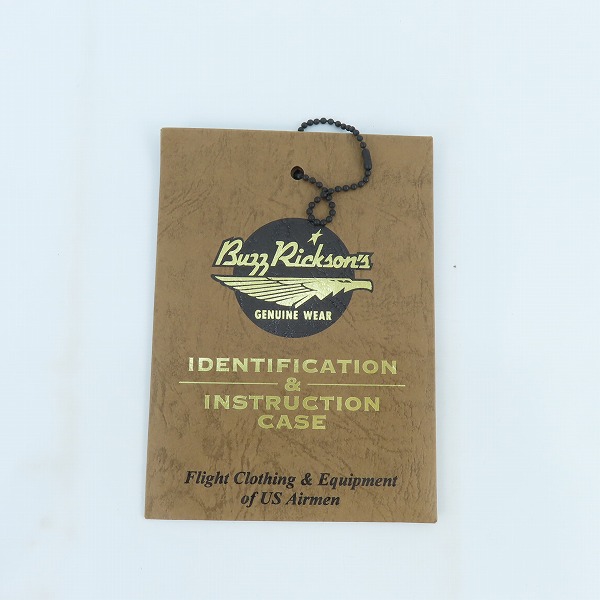 Buzz Rickson's
GENUINE WEAR
IDENTIFICATION
&
INSTRUCTION
CASE
Flight Clothing & Equipment
of US Airmen